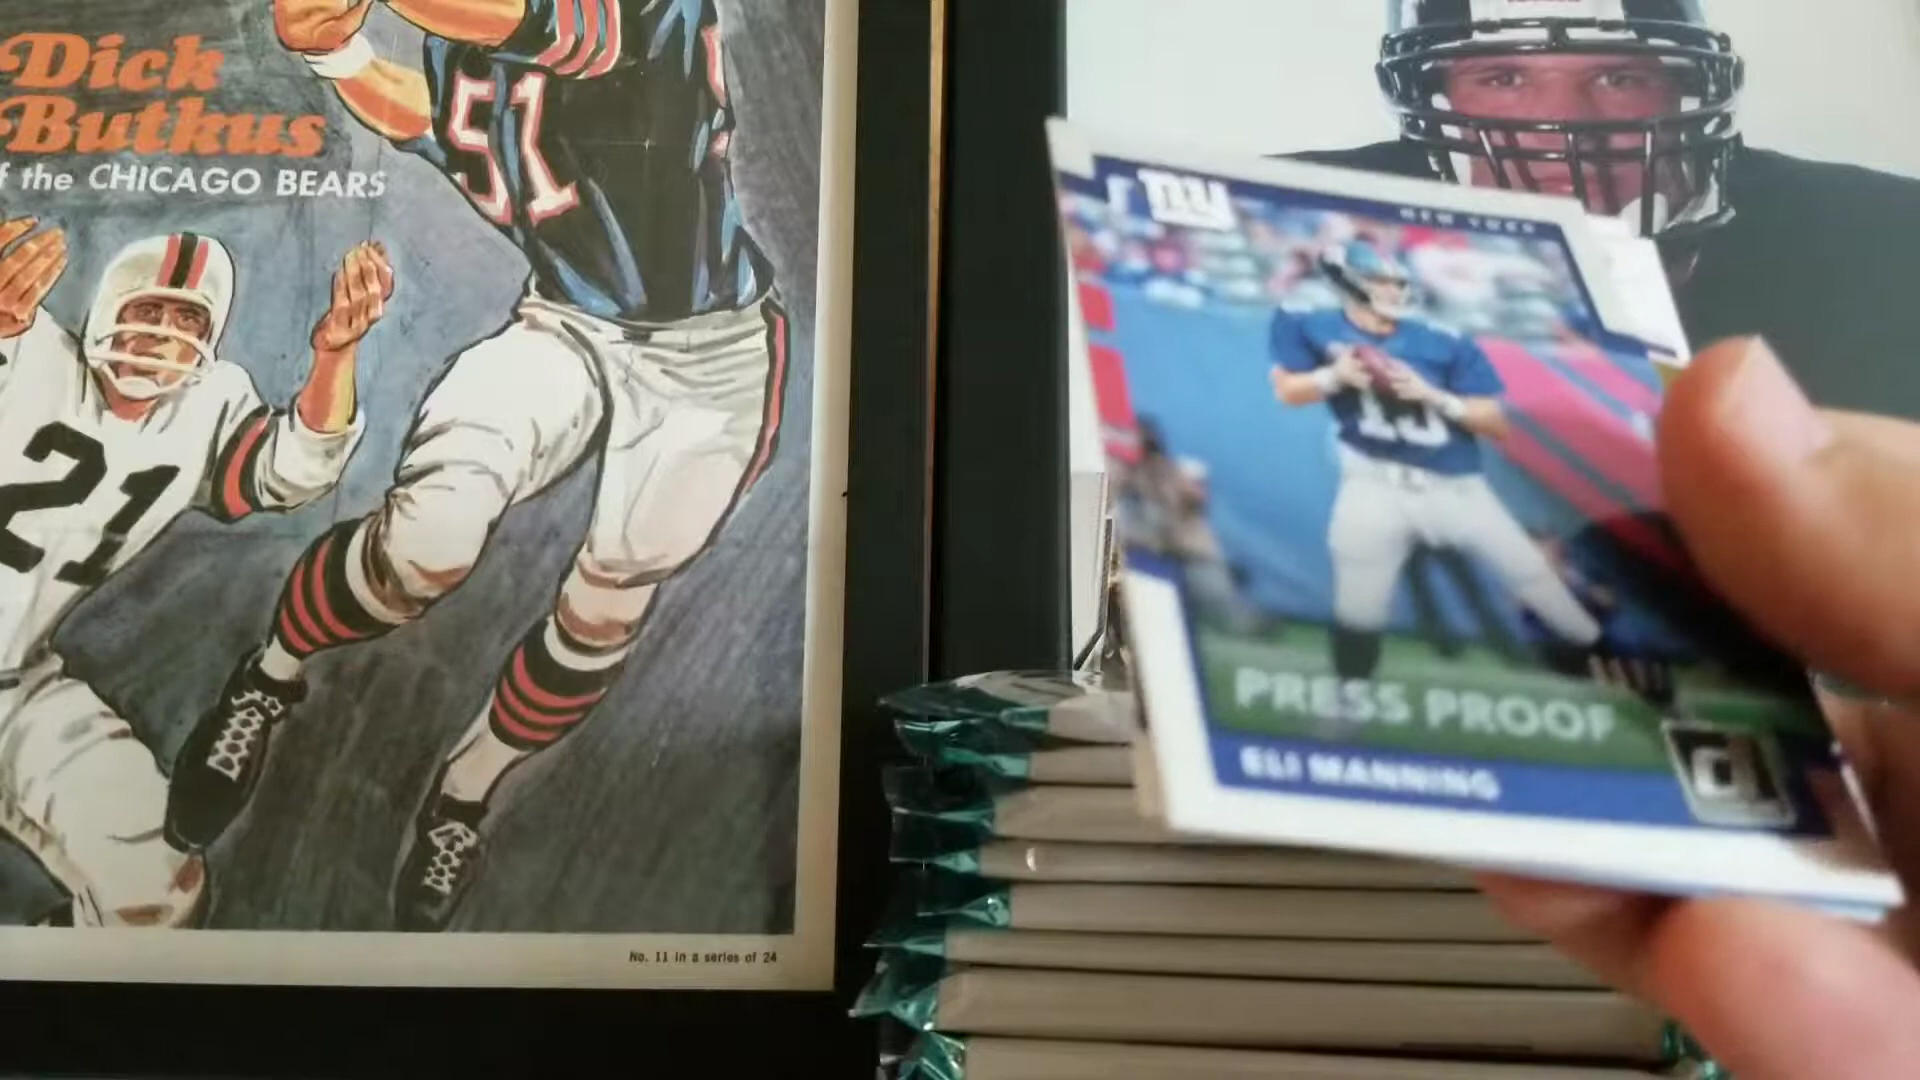 Dick
Butkus
f the CHICAGO BEARS
51
21
No. 11 in a series of 24
NY
NEW YORK
PRESS PROOF
ELI MANNING
D